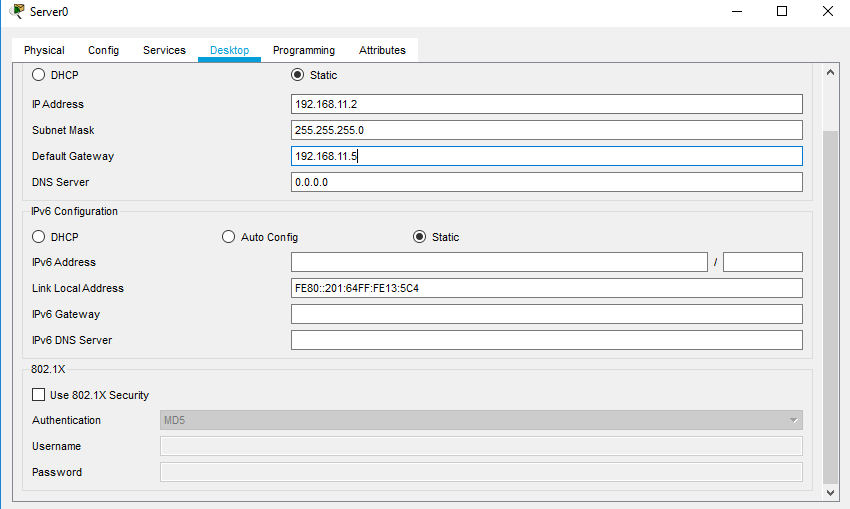 Server0
Physical Config Services Desktop Programming Attributes
DHCP Static
IP Address 192.168.11.2
Subnet Mask 255.255.255.0
Default Gateway 192.168.11.5
DNS Server 0.0.0.0
IPv6 Configuration
DHCP Auto Config Static
IPv6 Address /
Link Local Address FE80::201:64FF:FE13:5C4
IPv6 Gateway
IPv6 DNS Server
802.1X
Use 802.1X Security
Authentication MD5
Username
Password